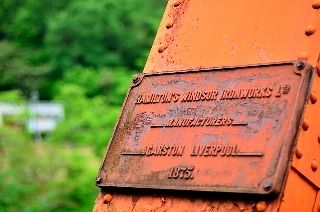 HAMILTON'S WINDSOR IRONWORKS LD
MANUFACTURERS
GARSTON LIVERPOOL
1875.